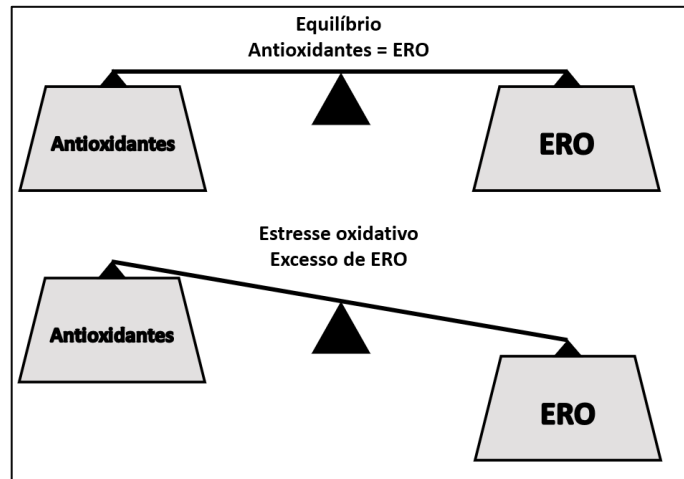 Equilíbrio
Antioxidantes = ERO
Antioxidantes
ERO
Estresse oxidativo
Excesso de ERO
Antioxidantes
ERO